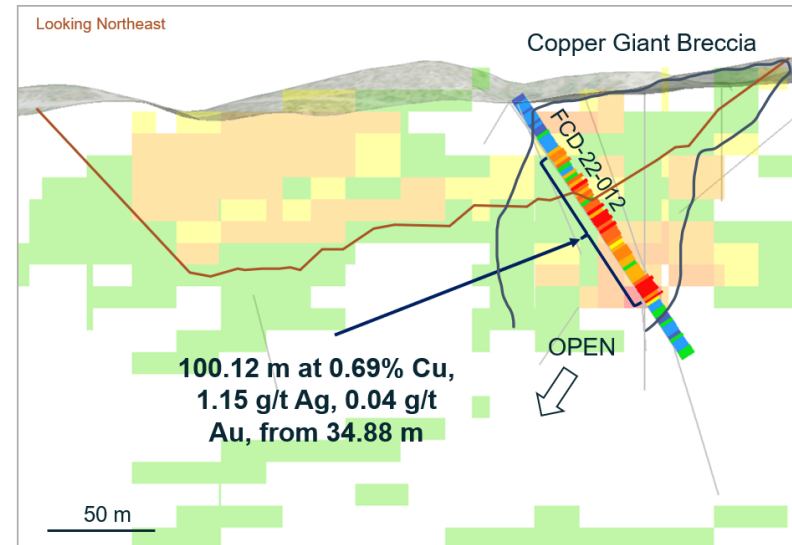 Looking Northeast
Copper Giant Breccia
FCD-22-012
100.12 m at 0.69% Cu,
1.15 g/t Ag, 0.04 g/t
Au, from 34.88 m
OPEN
50 m